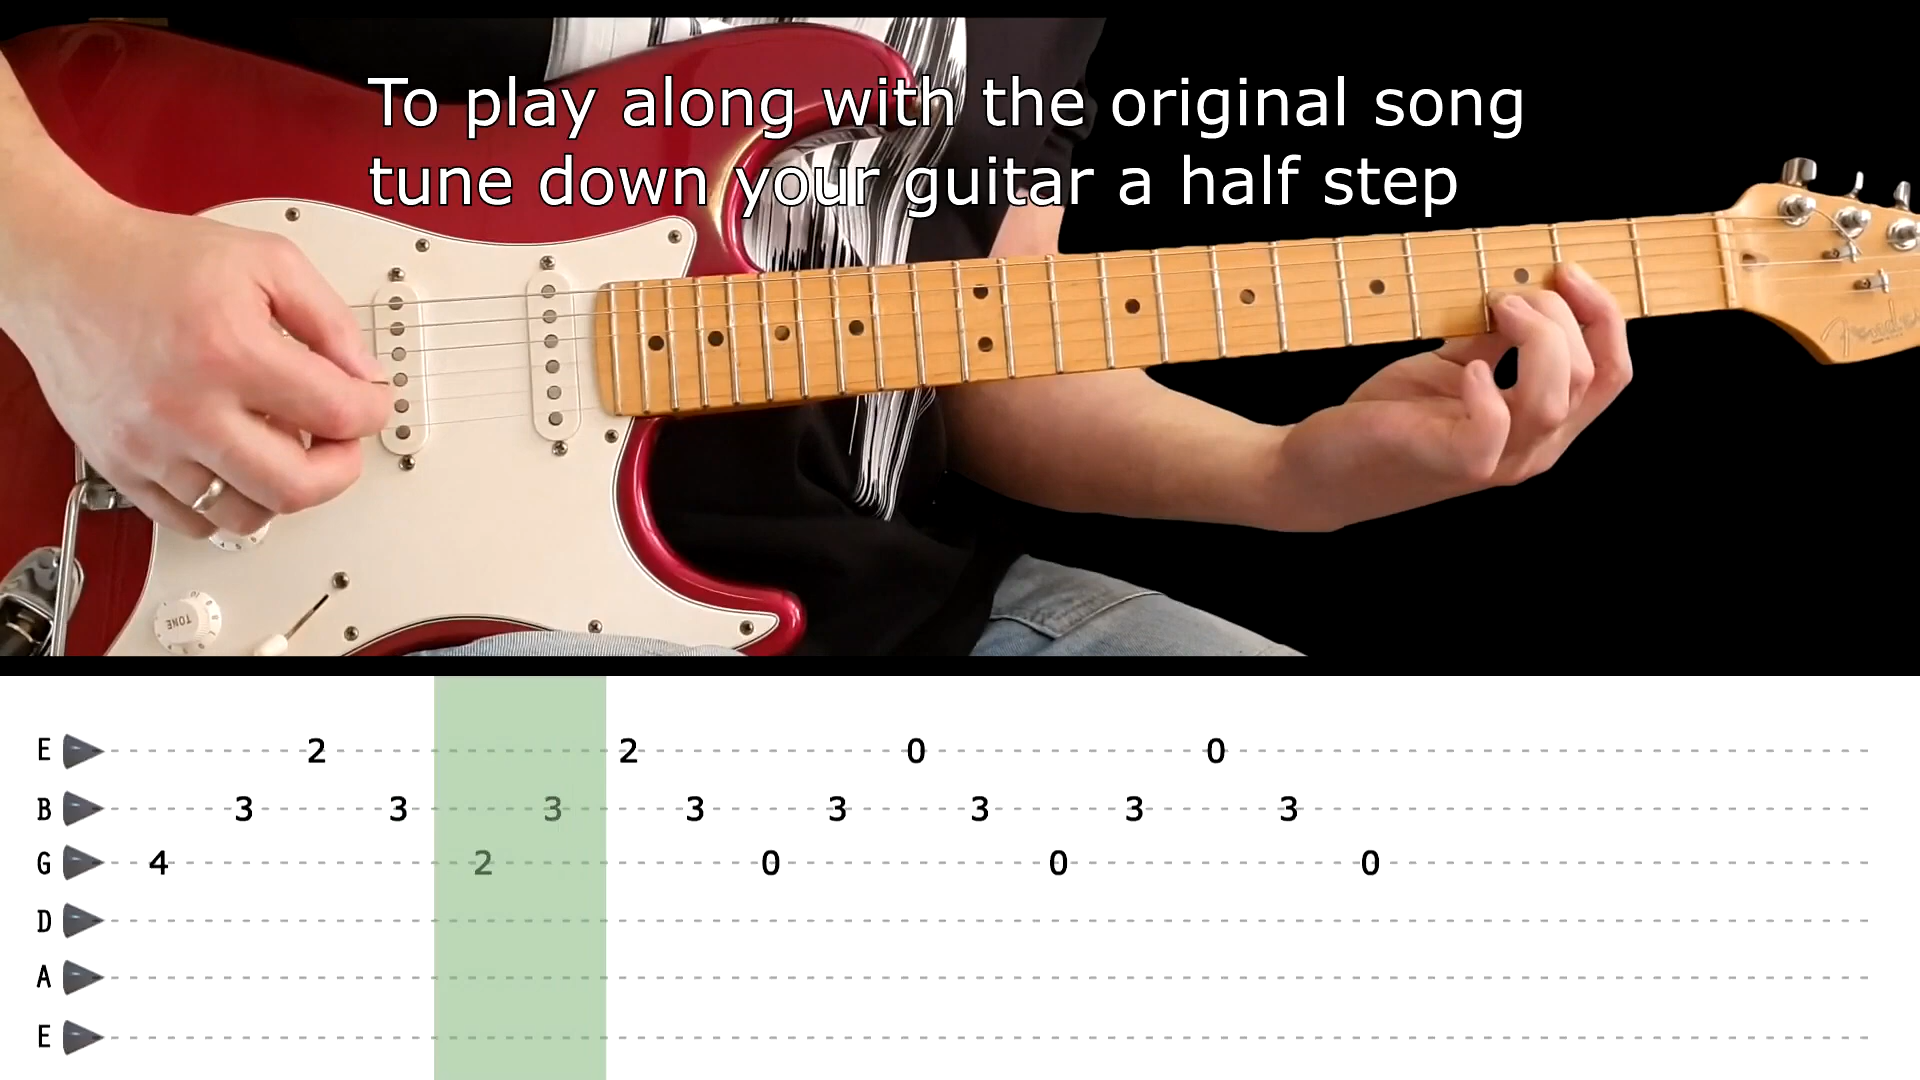 To play along with the original song
tune down your guitar a half step
Fender
TONE
E 2 2 0 0
B 3 3 3 3 3 3 3 3
G 4 2 0 0 0
D
A
E